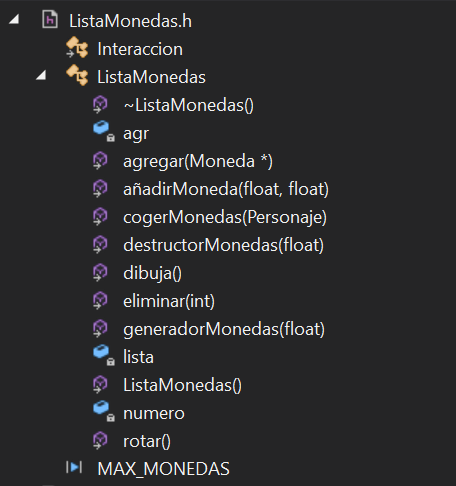 ListaMonedas.h
Interaccion
ListaMonedas
~ListaMonedas()
agr
agregar(Moneda *)
añadirMoneda(float, float)
cogerMonedas(Personaje)
destructorMonedas(float)
dibuja()
eliminar(int)
generadorMonedas(float)
lista
ListaMonedas()
numero
rotar()
MAX_MONEDAS